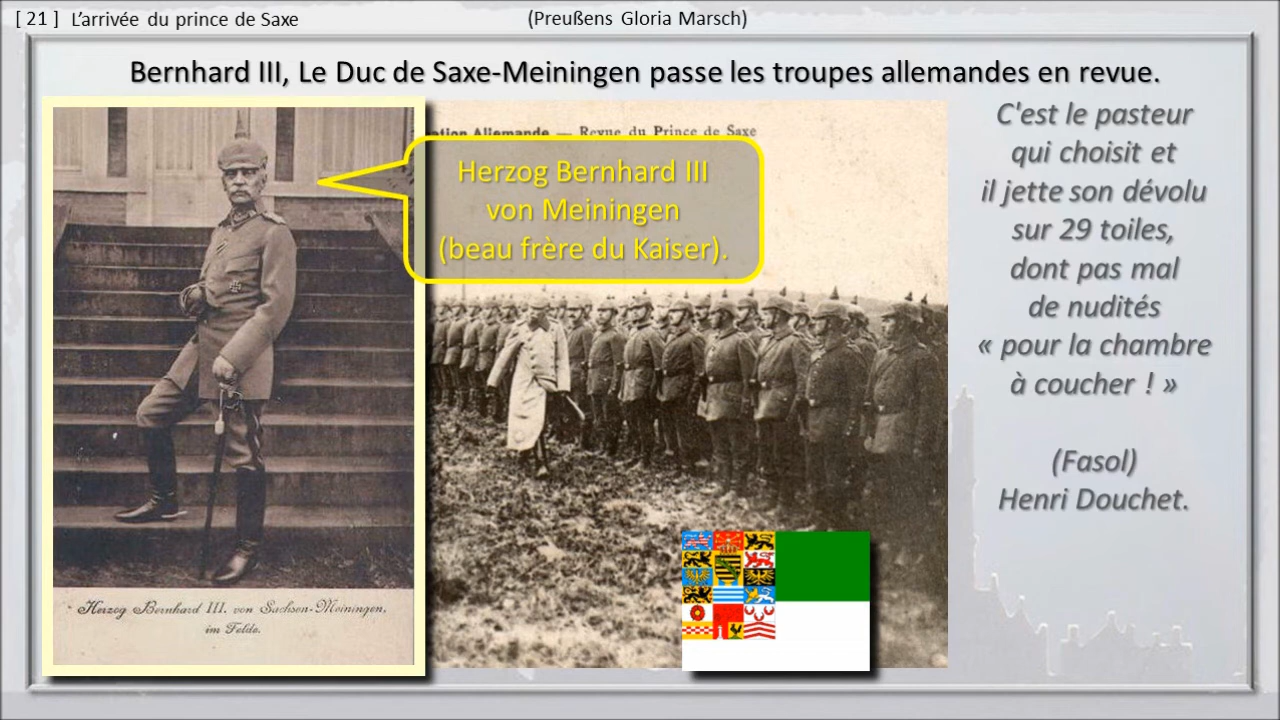 [ 21 ] L'arrivée du prince de Saxe
(Preußens Gloria Marsch)
Bernhard III, Le Duc de Saxe-Meiningen passe les troupes allemandes en revue.
ation Allemande — Revue du Prince de Saxe
Herzog Bernhard III
von Meiningen
(beau frère du Kaiser).
Herzog Bernhard III. von Sachsen-Meiningen,
im Felde.
C'est le pasteur
qui choisit et
il jette son dévolu
sur 29 toiles,
dont pas mal
de nudités
« pour la chambre
à coucher ! »
(Fasol)
Henri Douchet.